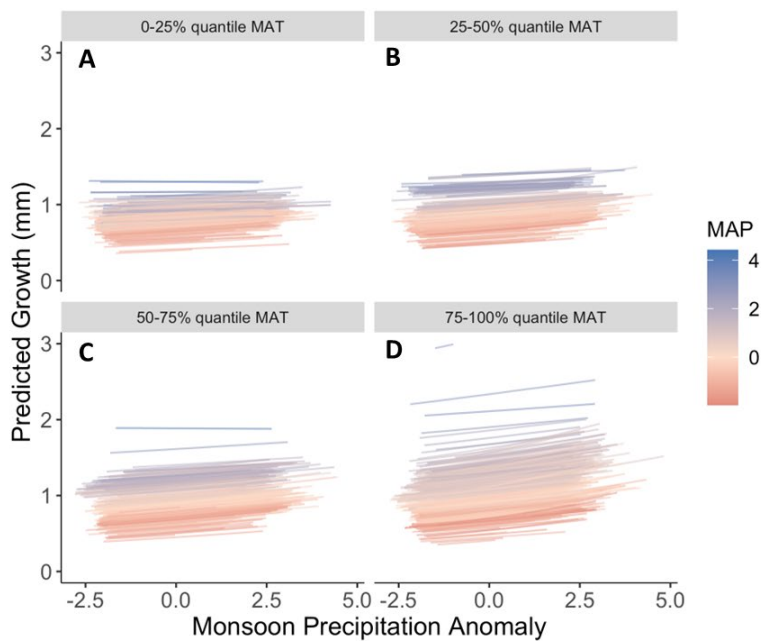 0-25% quantile MAT
25-50% quantile MAT
A
B
3
2
1
0
50-75% quantile MAT
75-100% quantile MAT
C
D
3
2
1
0
-2.5
0.0
2.5
5.0
-2.5
0.0
2.5
5.0
Predicted Growth (mm)
Monsoon Precipitation Anomaly
MAP
4
2
0